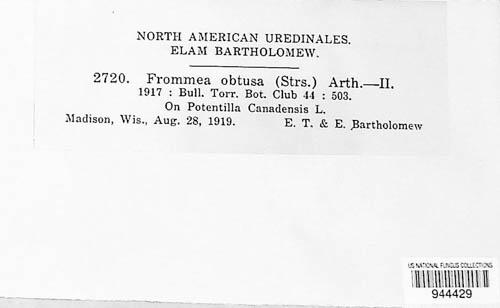 NORTH AMERICAN UREDINALES.
ELAM BARTHOLOMEW.
2720. Frommea obtusa (Strs.) Arth.—II.
1917 : Bull. Torr. Bot. Club 44 : 503.
On Potentilla Canadensis L.
Madison, Wis., Aug. 28, 1919. E. T. & E. Bartholomew
US NATIONAL FUNGUS COLLECTIONS
944429